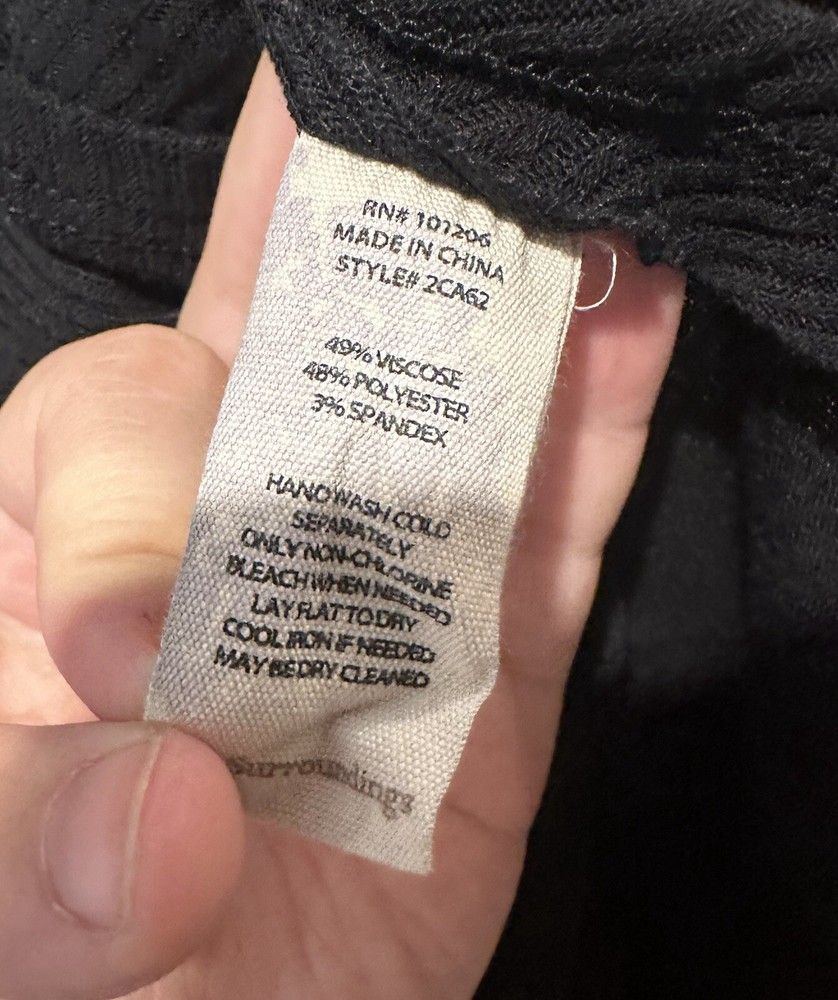 RN# 101206
MADE IN CHINA
STYLE# 2CA62
49% VISCOSE
48% POLYESTER
3% SPANDEX
HAND WASH COLD
SEPARATELY
ONLY NON-CHLORINE
BLEACH WHEN NEEDED
LAY FLAT TO DRY
COOL IRON IF NEEDED
MAY BE DRY CLEANED
surroundings